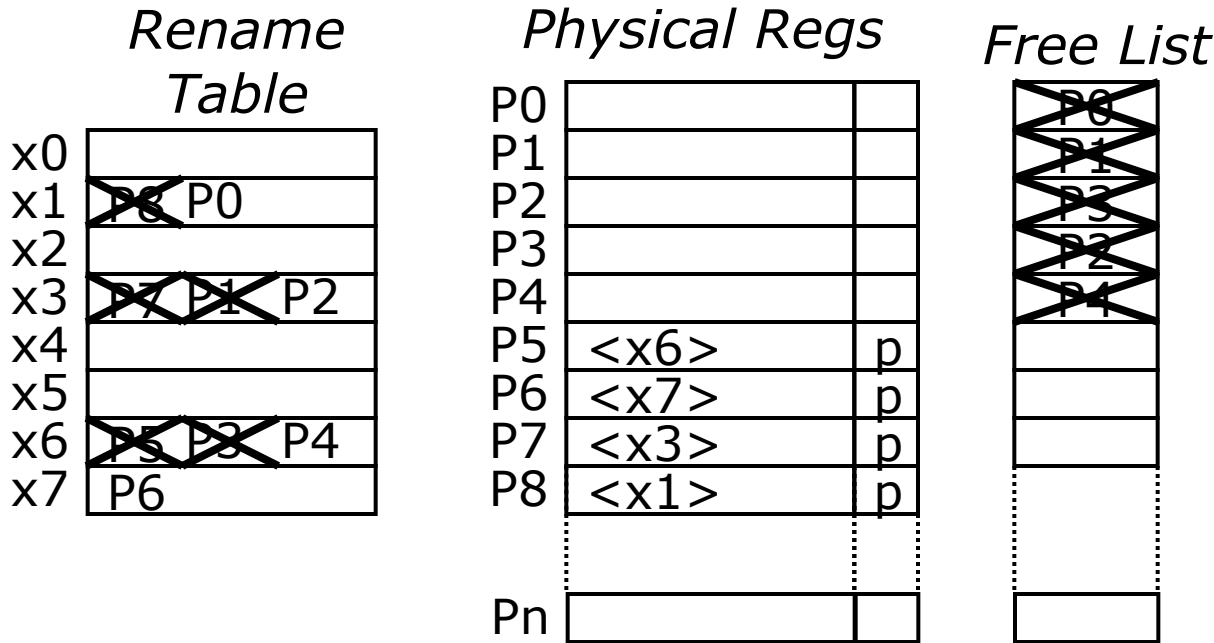 Rename
Table
x0
x1 P8 P0
x2
x3 P7 P1 P2
x4
x5
x6 P5 P3 P4
x7 P6
Physical Regs
P0
P1
P2
P3
P4
P5 <x6> p
P6 <x7> p
P7 <x3> p
P8 <x1> p
Pn
Free List
P0
P1
P3
P2
P4